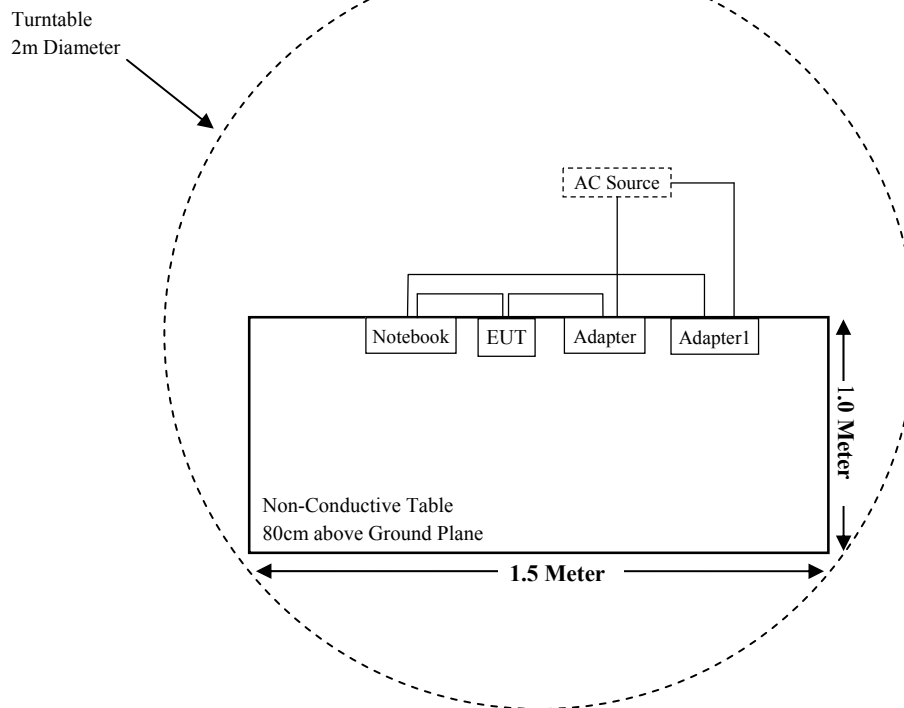 Turntable
2m Diameter
AC Source
Notebook
EUT
Adapter
Adapter1
1.0 Meter
Non-Conductive Table
80cm above Ground Plane
1.5 Meter